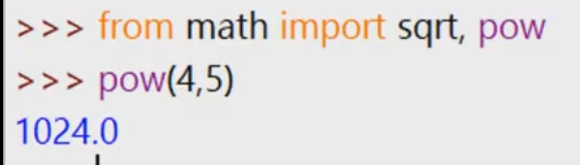 >>> from math import sqrt, pow
>>> pow(4,5)
1024.0